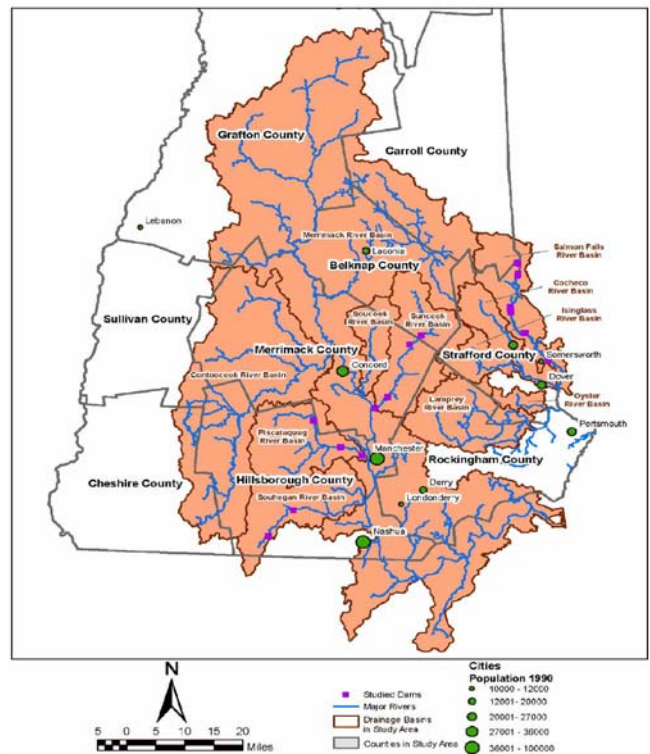 Grafton County
Carroll County
Lebanon
Merrimack River Basin
Laconia
Belknap County
Salmon Falls
River Basin
Cocheco
River Basin
Isinglass
River Basin
Sullivan County
Soucook
River Basin
Suncook
River Basin
Merrimack County
Strafford County
Somersworth
Concord
Contoocook River Basin
Dover
Oyster
River Basin
Lamprey
River Basin
Portsmouth
Piscataquog
River Basin
Manchester
Rockingham County
Cheshire County
Hillsborough County
Derry
Souhegan River Basin
Londonderry
Nashua
N
5 0 5 10 15 20
Miles
Studied Dams
Major Rivers
Drainage Basins
in Study Area
Counties in Study Area
Cities
Population 1990
10000 - 12000
12001 - 20000
20001 - 27000
27001 - 36000
36001 - 100000